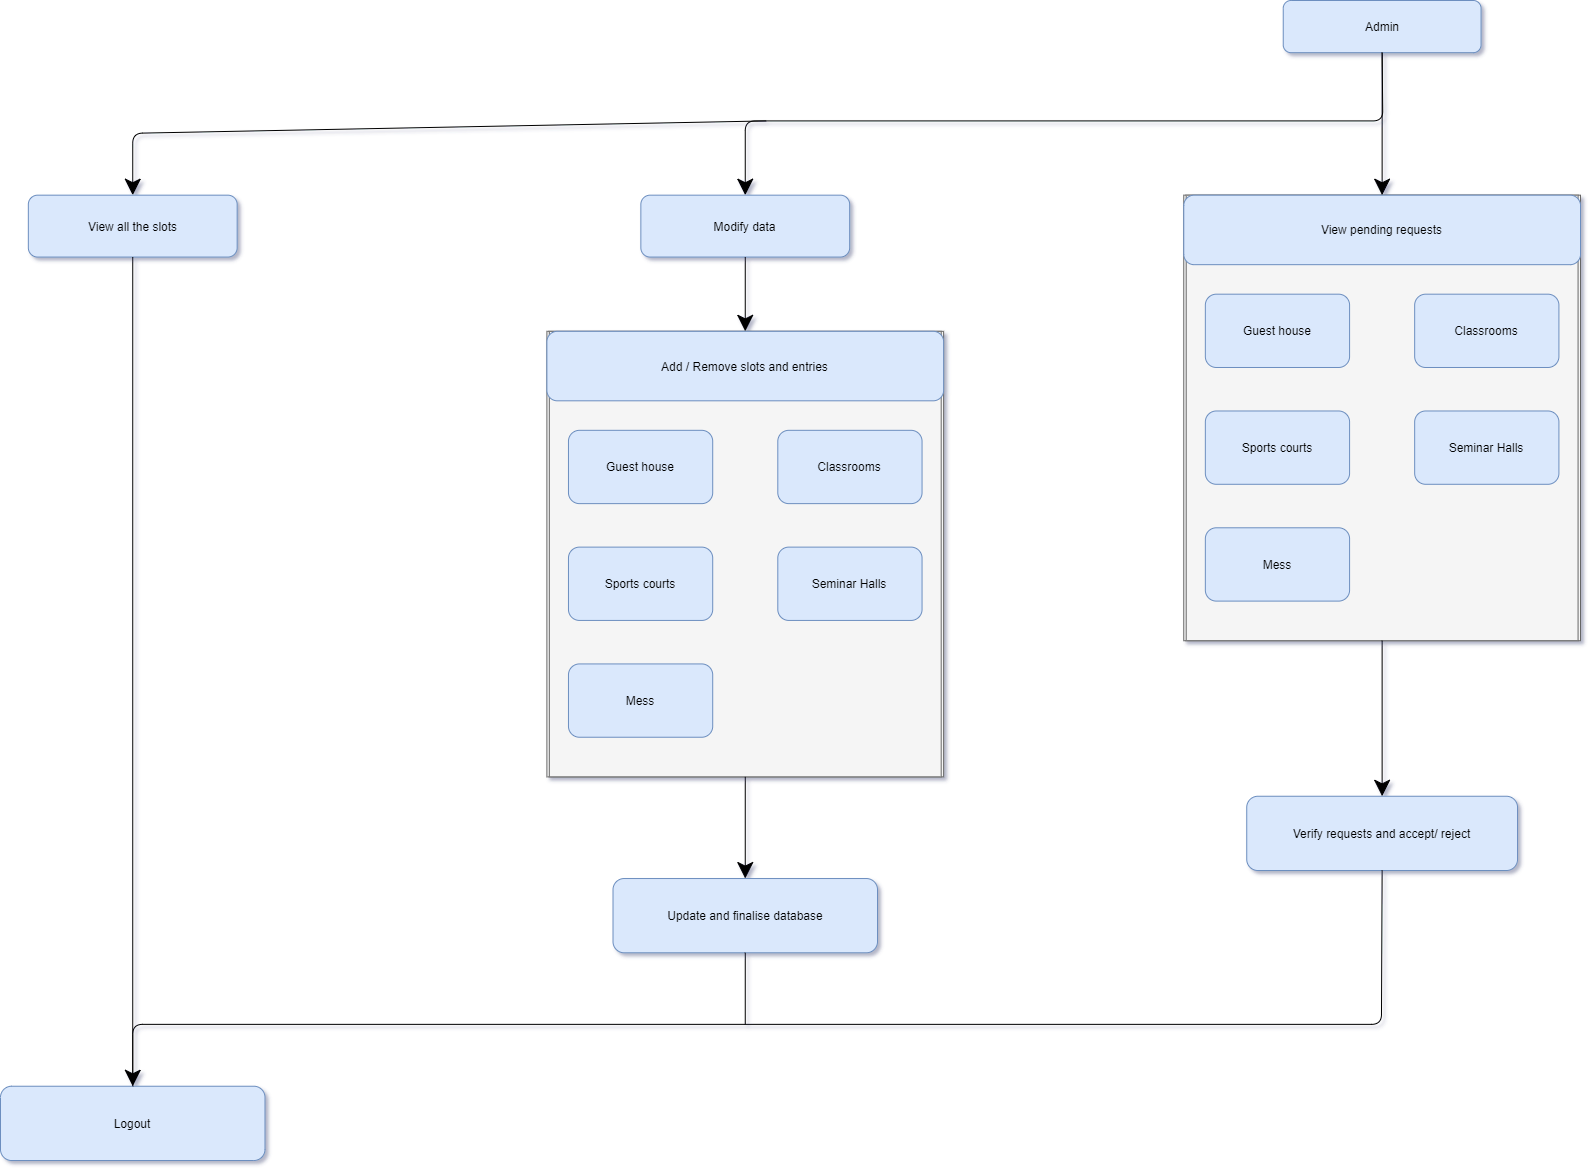 Admin
View all the slots
Modify data
View pending requests
Guest house
Classrooms
Sports courts
Seminar Halls
Mess
Add / Remove slots and entries
Guest house
Classrooms
Sports courts
Seminar Halls
Mess
Verify requests and accept/ reject
Update and finalise database
Logout